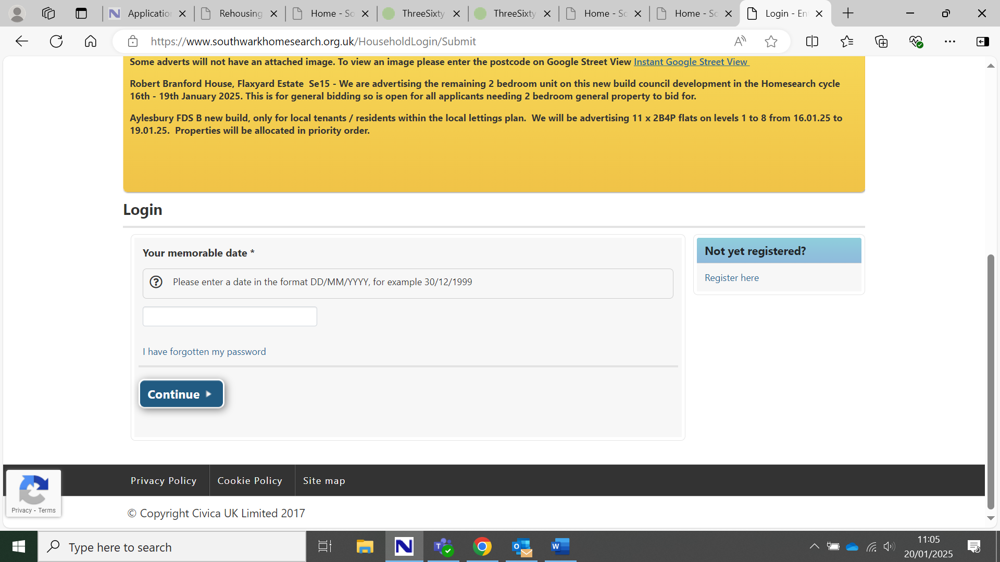 Application
Rehousing
Home - So
ThreeSixty
ThreeSixty
Home - So
Home - So
Login - En
https://www.southwarkhomesearch.org.uk/HouseholdLogin/Submit
Some adverts will not have an attached image. To view an image please enter the postcode on Google Street View Instant Google Street View
Robert Branford House, Flaxyard Estate  Se15 - We are advertising the remaining 2 bedroom unit on this new build council development in the Homesearch cycle
16th - 19th January 2025. This is for general bidding so is open for all applicants needing 2 bedroom general property to bid for.
Aylesbury FDS B new build, only for local tenants / residents within the local lettings plan.  We will be advertising 11 x 2B4P flats on levels 1 to 8 from 16.01.25 to
19.01.25.  Properties will be allocated in priority order.
Login
Your memorable date *
Please enter a date in the format DD/MM/YYYY, for example 30/12/1999
I have forgotten my password
Continue
Not yet registered?
Register here
Privacy Policy
Cookie Policy
Site map
Privacy - Terms
© Copyright Civica UK Limited 2017
Type here to search
11:05
20/01/2025